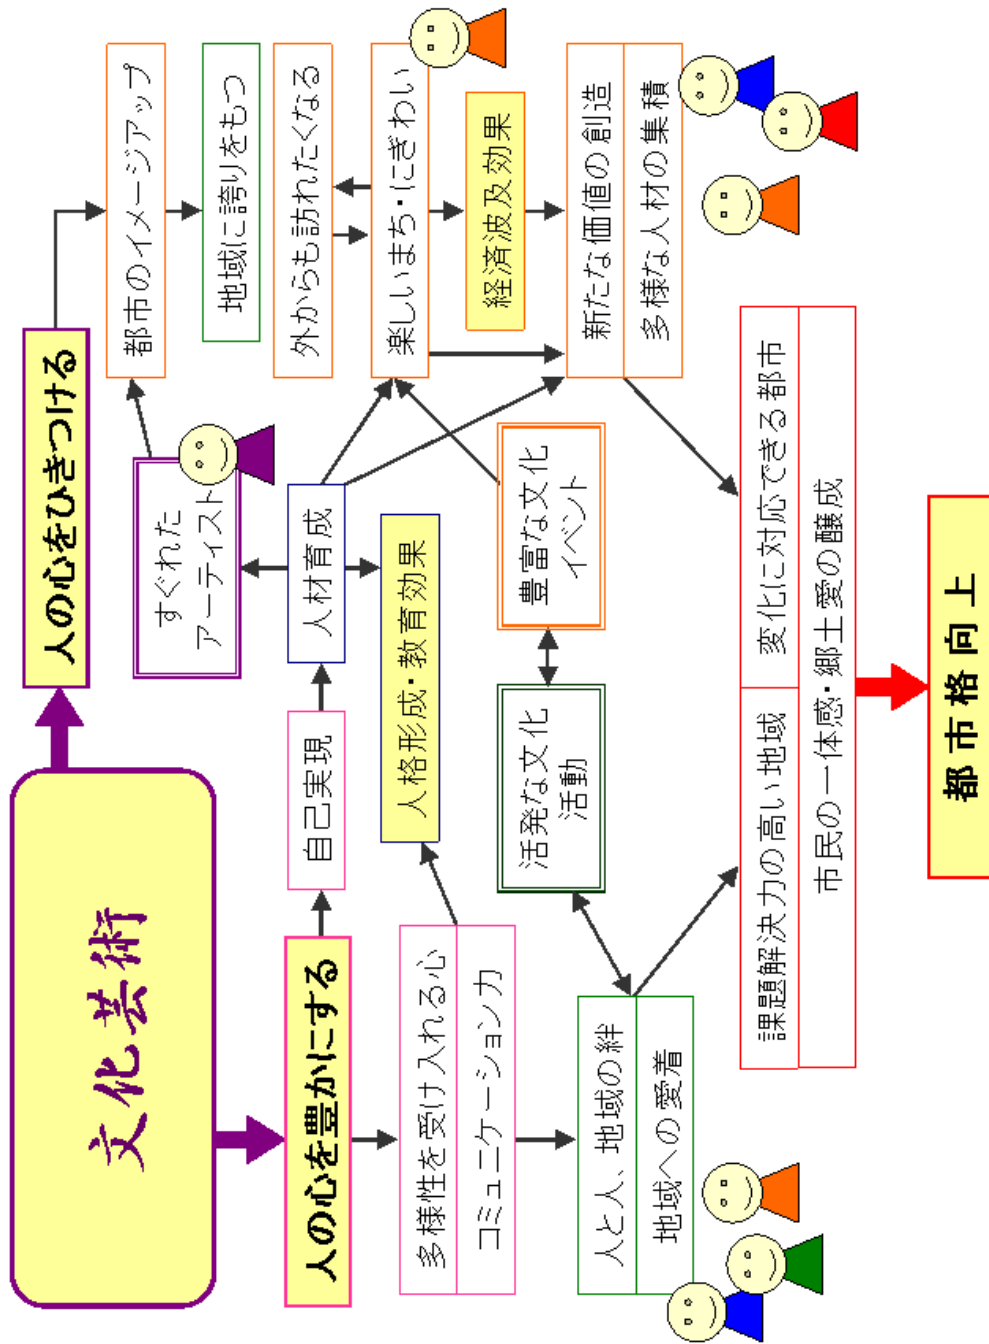 文化芸術
人の心をひきつける
人の心を豊かにする
都市のイメージアップ
地域に誇りをもつ
外からも訪れたくなる
楽しいまち・にぎわい
経済波及効果
新たな価値の創造
多様な人材の集積
すぐれた
アーティスト
自己実現
人材育成
人格形成・教育効果
多様性を受け入れる心
コミュニケーション力
活発な文化
活動
豊富な文化
イベント
人と人、地域の絆
地域への愛着
課題解決力の高い地域
変化に対応できる都市
市民の一体感・郷土愛の醸成
都市格向上